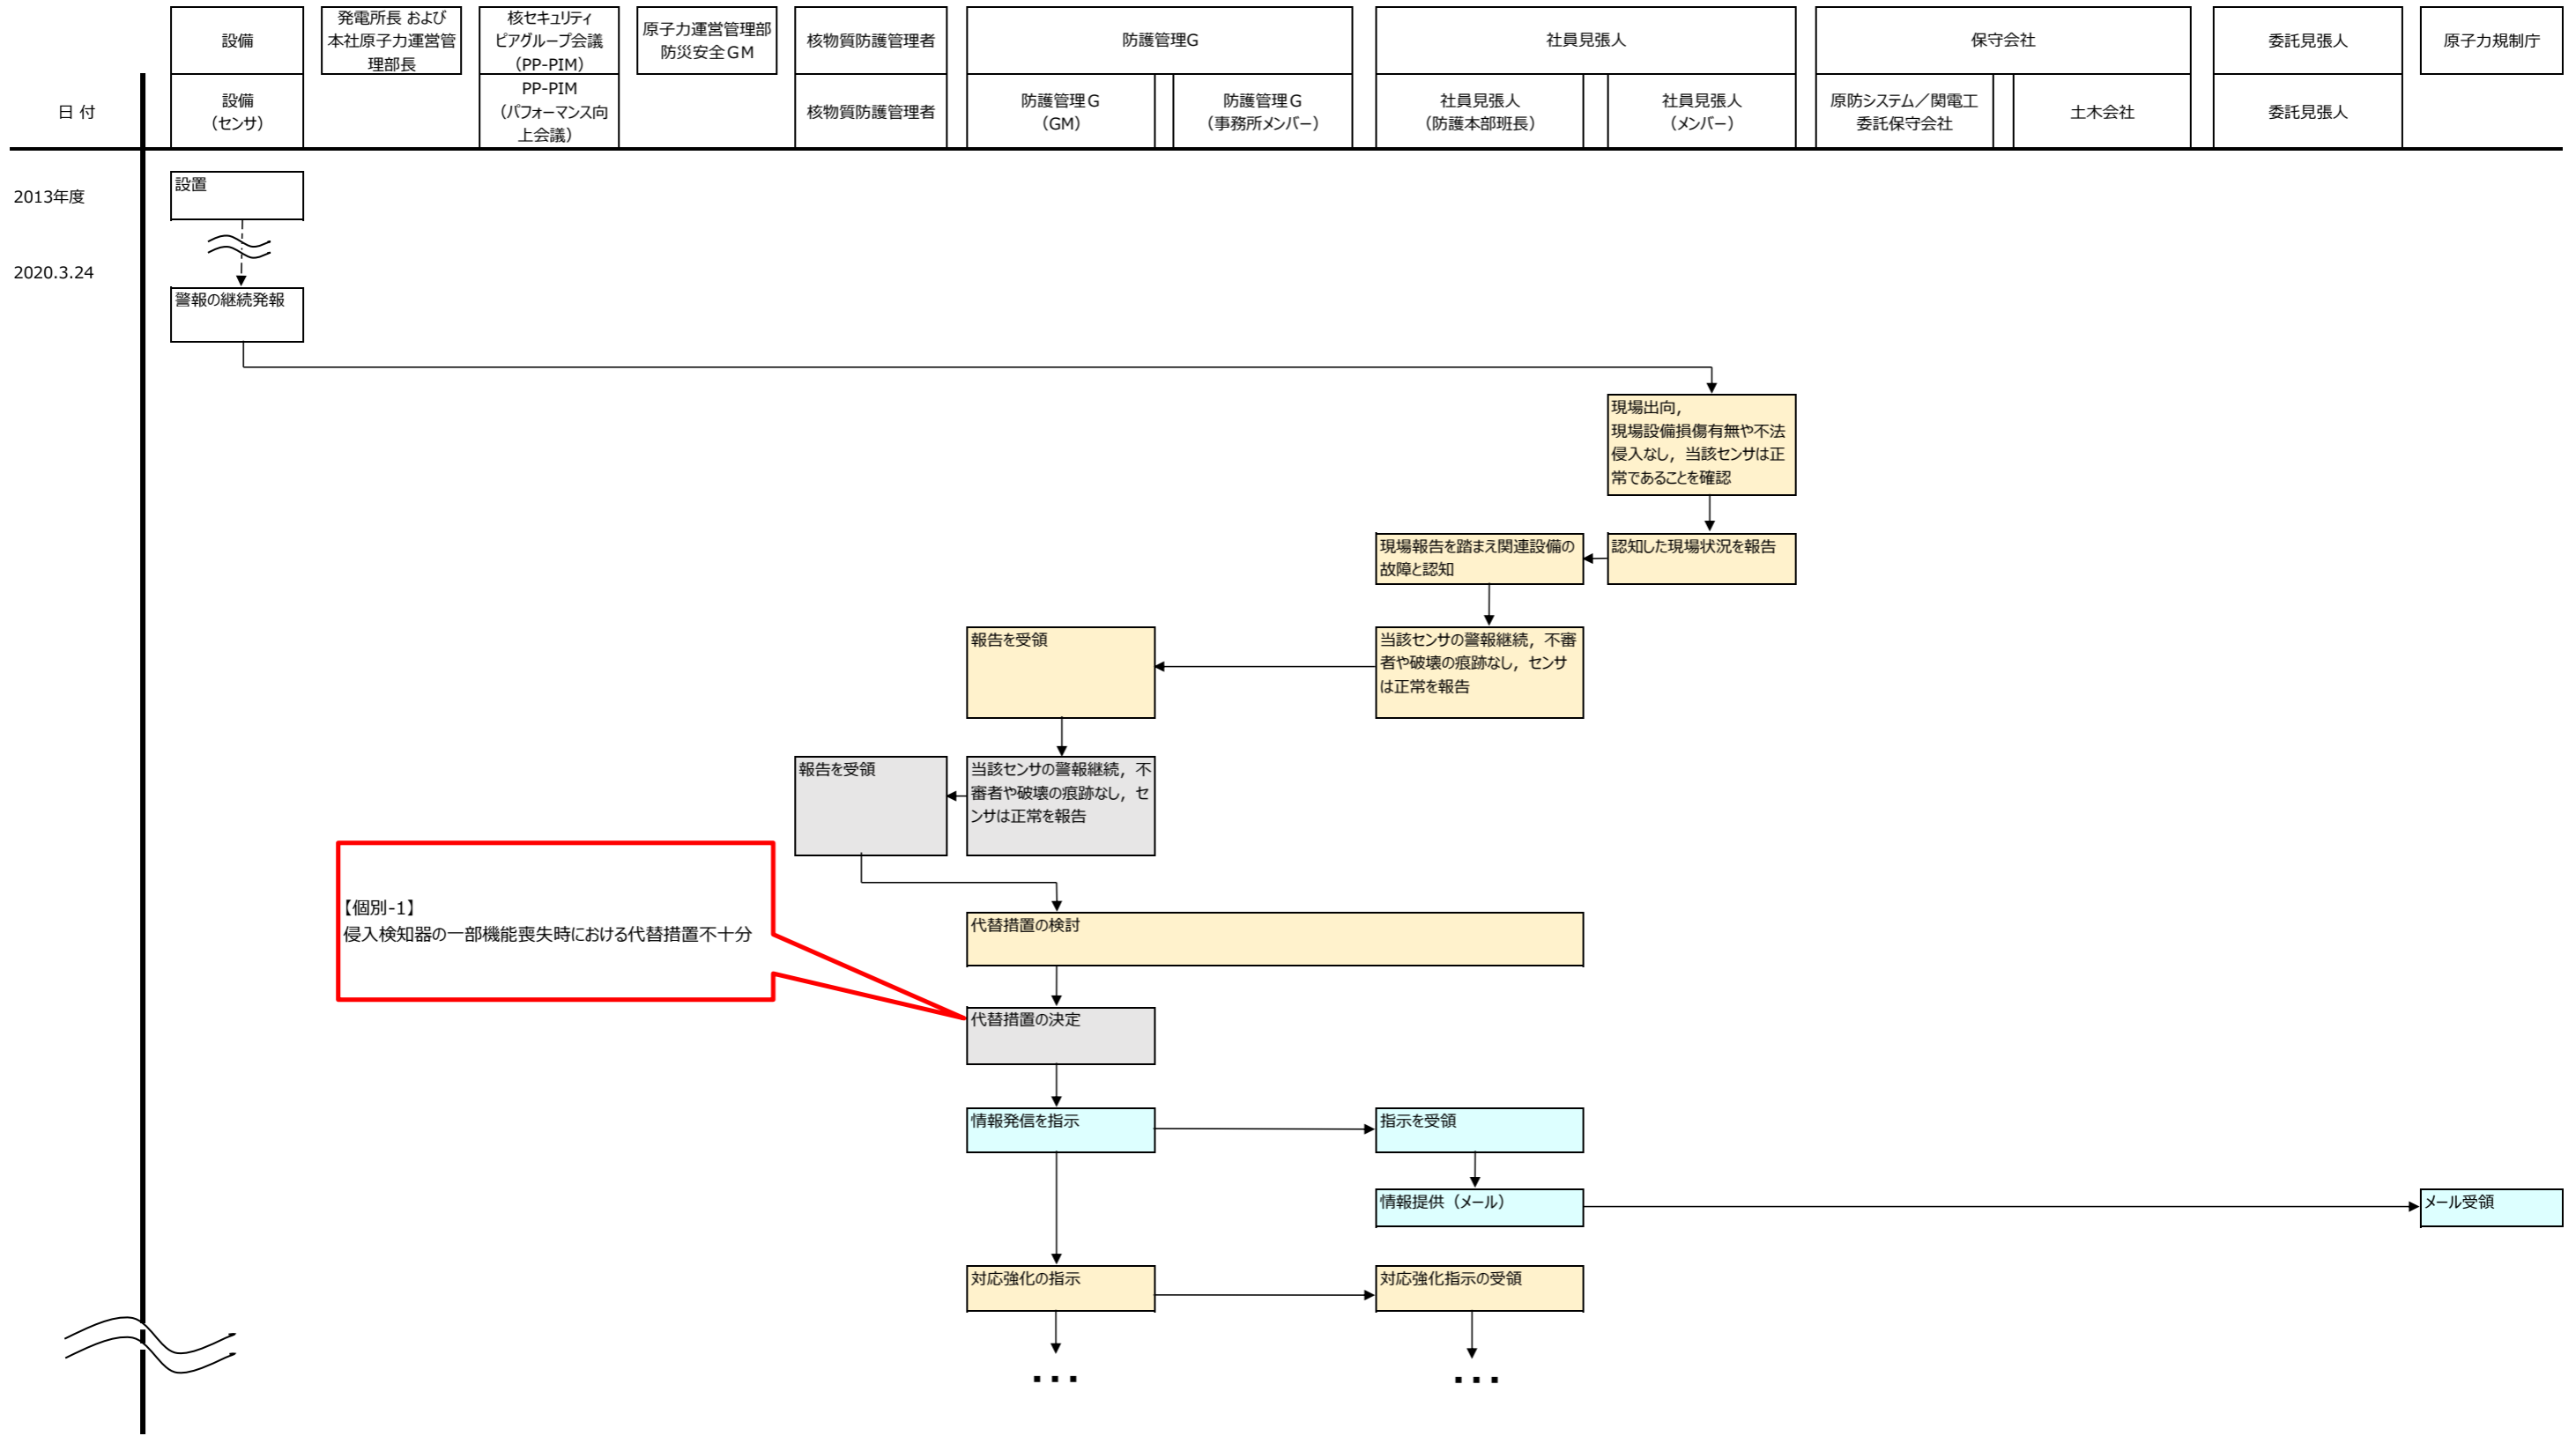 設備
発電所長 および
本社原子力運営管
理部長
核セキュリティ
ピアグループ会議
（PP-PIM）
原子力運営管理部
防災安全ＧＭ
核物質防護管理者
防護管理G
社員見張人
保守会社
委託見張人
原子力規制庁
日 付
設備
（センサ）
PP-PIM
（パフォーマンス向
上会議）
核物質防護管理者
防護管理Ｇ
（GM）
防護管理Ｇ
（事務所メンバー）
社員見張人
（防護本部班長）
社員見張人
（メンバー）
原防システム／関電工
委託保守会社
土木会社
委託見張人
2013年度
設置
2020.3.24
警報の継続発報
現場出向，
現場設備損傷有無や不法
侵入なし，当該センサは正
常であることを確認
現場報告を踏まえ関連設備の
故障と認知
認知した現場状況を報告
報告を受領
当該センサの警報継続，不審
者や破壊の痕跡なし，センサ
は正常を報告
報告を受領
当該センサの警報継続，不
審者や破壊の痕跡なし，セ
ンサは正常を報告
【個別-1】
侵入検知器の一部機能喪失時における代替措置不十分
代替措置の検討
代替措置の決定
情報発信を指示
指示を受領
情報提供（メール）
メール受領
対応強化の指示
対応強化指示の受領
・・・
・・・